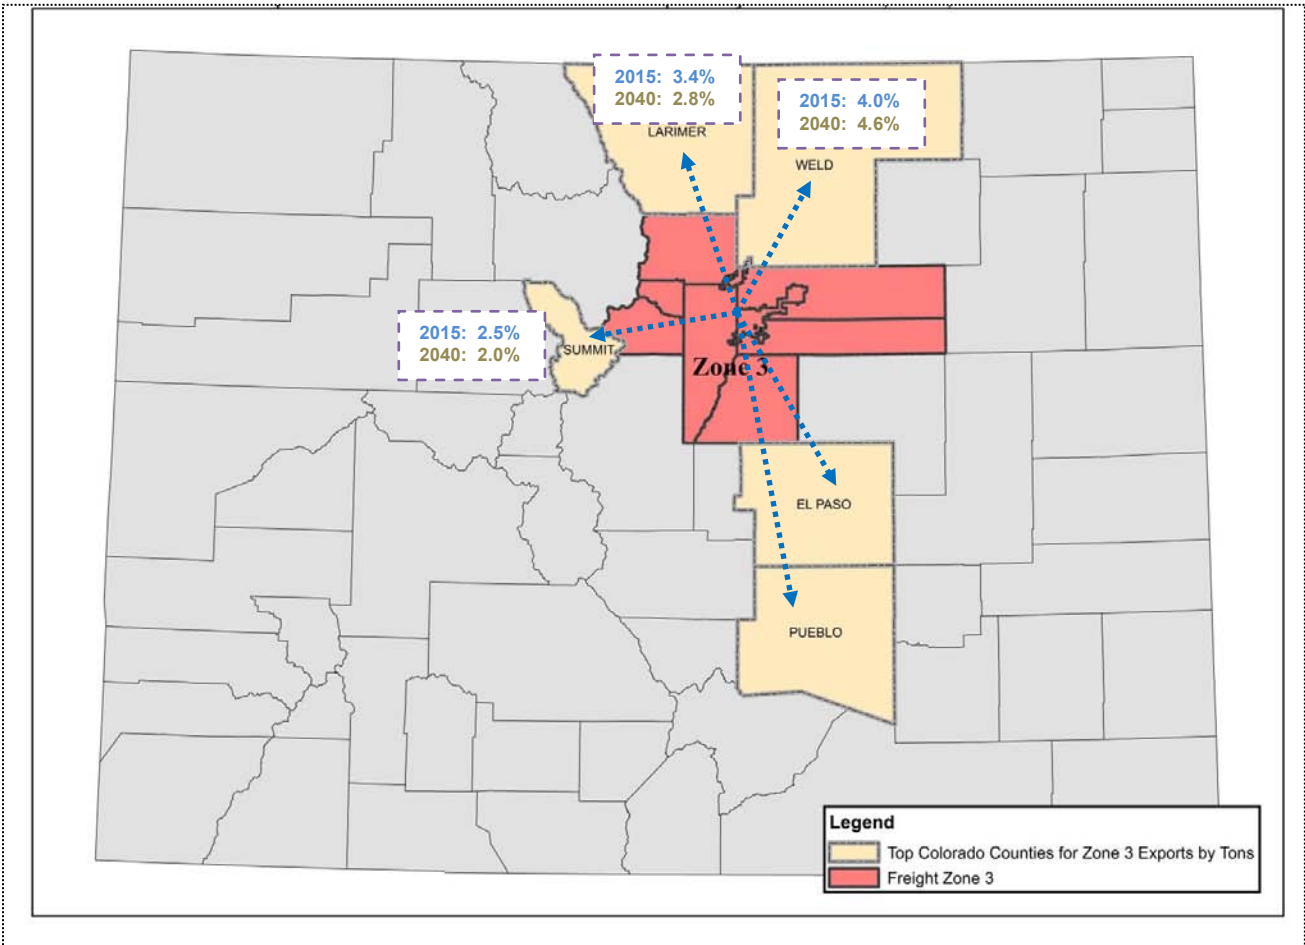 2015: 3.4%
2040: 2.8%
LARIMER
2015: 4.0%
2040: 4.6%
WELD
2015: 2.5%
2040: 2.0%
SUMMIT
Zone 3
EL PASO
PUEBLO
Legend
Top Colorado Counties for Zone 3 Exports by Tons
Freight Zone 3